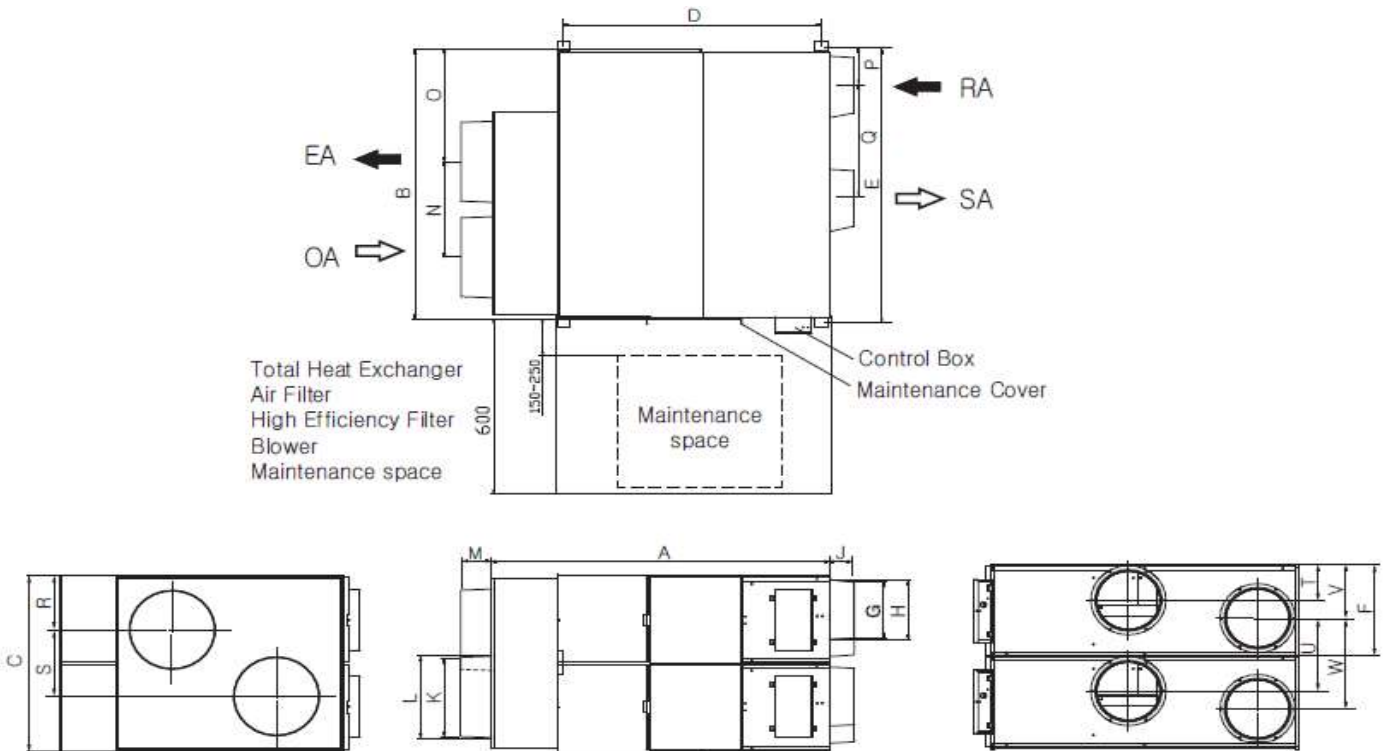 D
O
P
RA
EA
B
Q
N
E
SA
OA
Total Heat Exchanger
Air Filter
High Efficiency Filter
Blower
Maintenance space
600
150-250
Maintenance
space
Control Box
Maintenance Cover
M
A
J
R
S
C
G
H
L
K
T
V
F
U
W